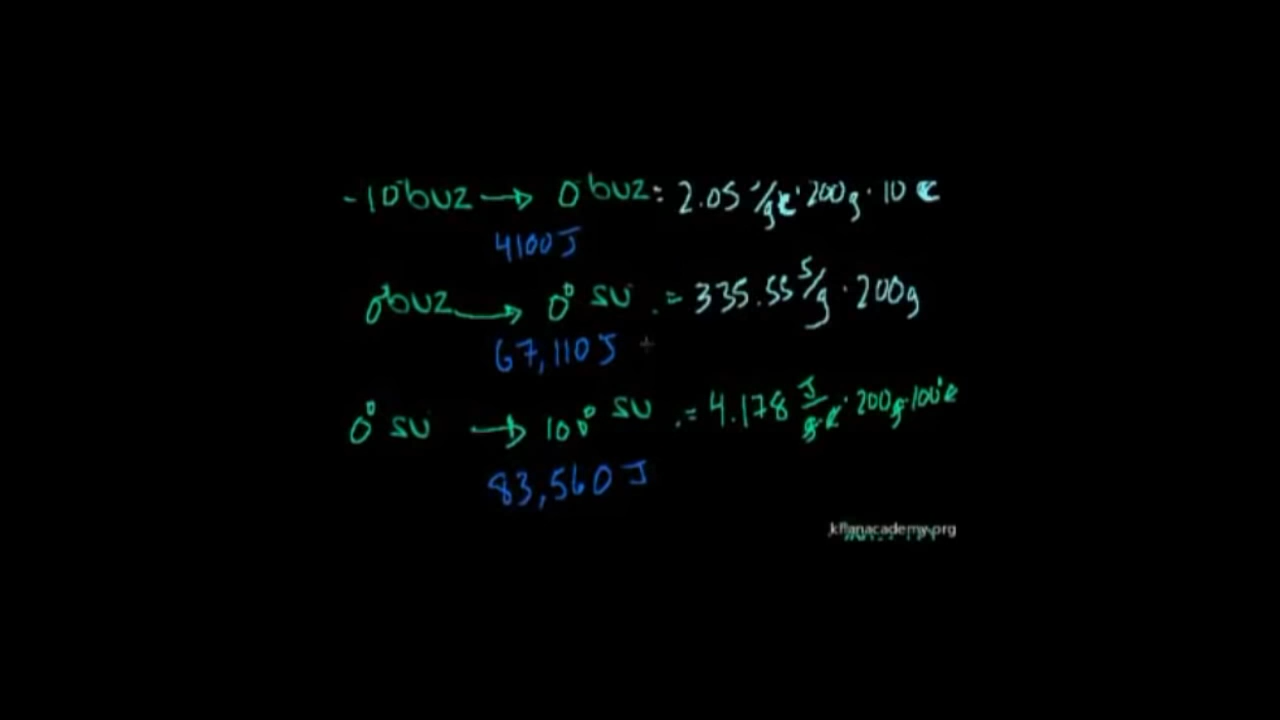 -10° buz → 0° buz = 2.05 J/gK · 200g · 10 K
4100 J
0° buz → 0° su = 335.55 J/g · 200g
67,110 J +
0° su → 100° su = 4.178 J/g·K · 200g · 100°K
83,560 J
khanacademy.org